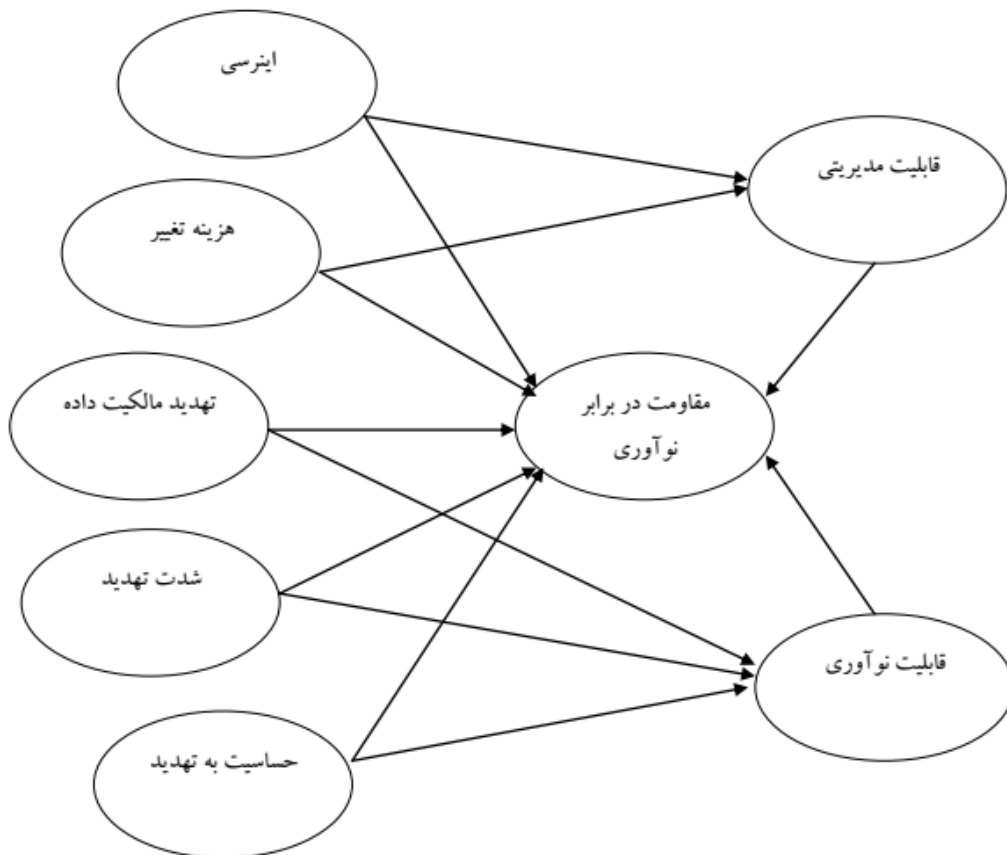 اینرسی
قابلیت مدیریتی
هزینه تغییر
تهدید مالکیت داده
مقاومت در برابر
نوآوری
شدت تهدید
قابلیت نوآوری
حساسیت به تهدید